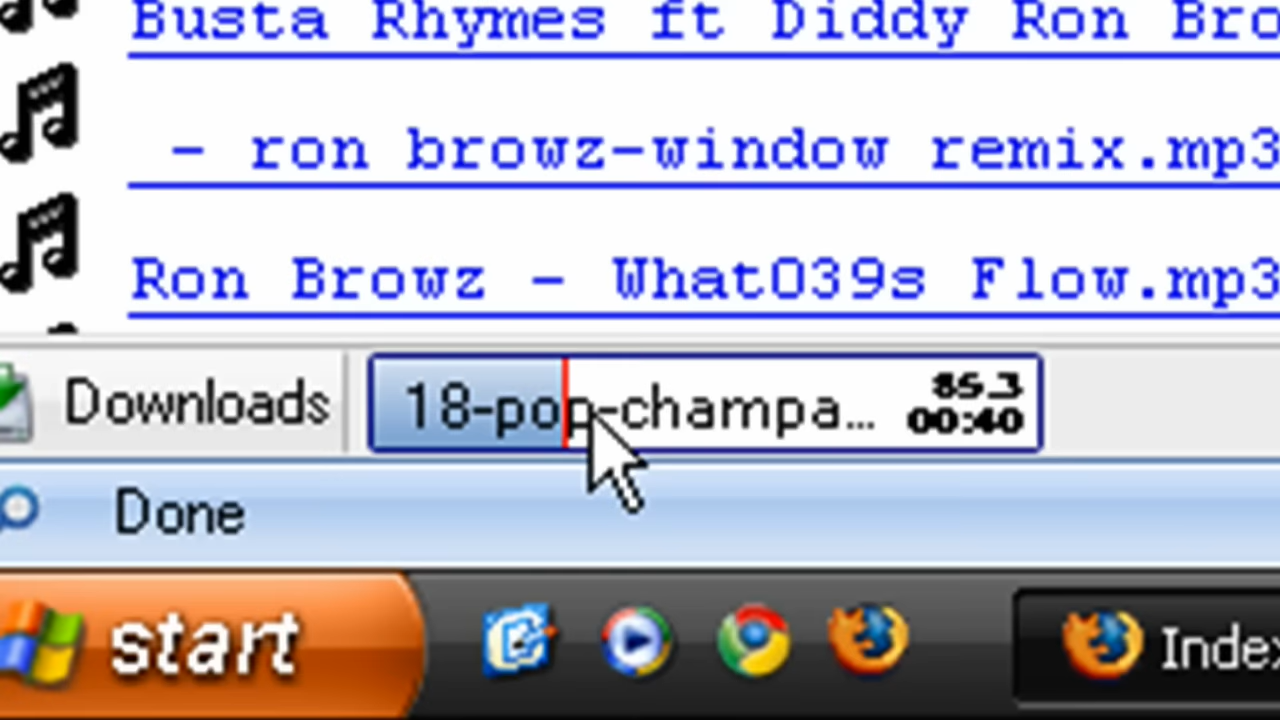 Busta Rhymes ft Diddy Ron Bro
- ron browz-window remix.mp3
Ron Browz - What039s Flow.mp3
Downloads
18-pop-champa...
85.3
00:40
Done
start
Index